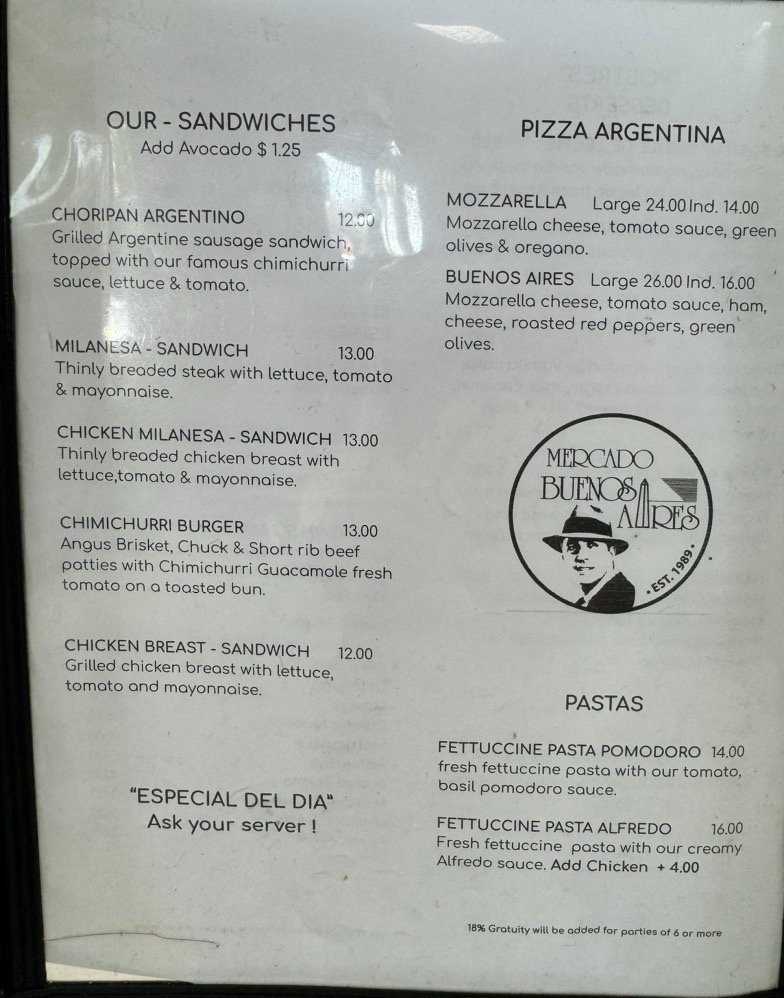 OUR - SANDWICHES
Add Avocado $ 1.25
CHORIPAN ARGENTINO 12.00
Grilled Argentine sausage sandwich,
topped with our famous chimichurri
sauce, lettuce & tomato.
MILANESA - SANDWICH 13.00
Thinly breaded steak with lettuce, tomato
& mayonnaise.
CHICKEN MILANESA - SANDWICH 13.00
Thinly breaded chicken breast with
lettuce,tomato & mayonnaise.
CHIMICHURRI BURGER 13.00
Angus Brisket, Chuck & Short rib beef
patties with Chimichurri Guacamole fresh
tomato on a toasted bun.
CHICKEN BREAST - SANDWICH 12.00
Grilled chicken breast with lettuce,
tomato and mayonnaise.
"ESPECIAL DEL DIA"
Ask your server !
PIZZA ARGENTINA
MOZZARELLA Large 24.00 Ind. 14.00
Mozzarella cheese, tomato sauce, green
olives & oregano.
BUENOS AIRES Large 26.00 Ind. 16.00
Mozzarella cheese, tomato sauce, ham,
cheese, roasted red peppers, green
olives.
MERCADO
BUENOS
AIRES
• EST. 1989 •
PASTAS
FETTUCCINE PASTA POMODORO 14.00
fresh fettuccine pasta with our tomato,
basil pomodoro sauce.
FETTUCCINE PASTA ALFREDO 16.00
Fresh fettuccine pasta with our creamy
Alfredo sauce. Add Chicken + 4.00
18% Gratuity will be added for parties of 6 or more